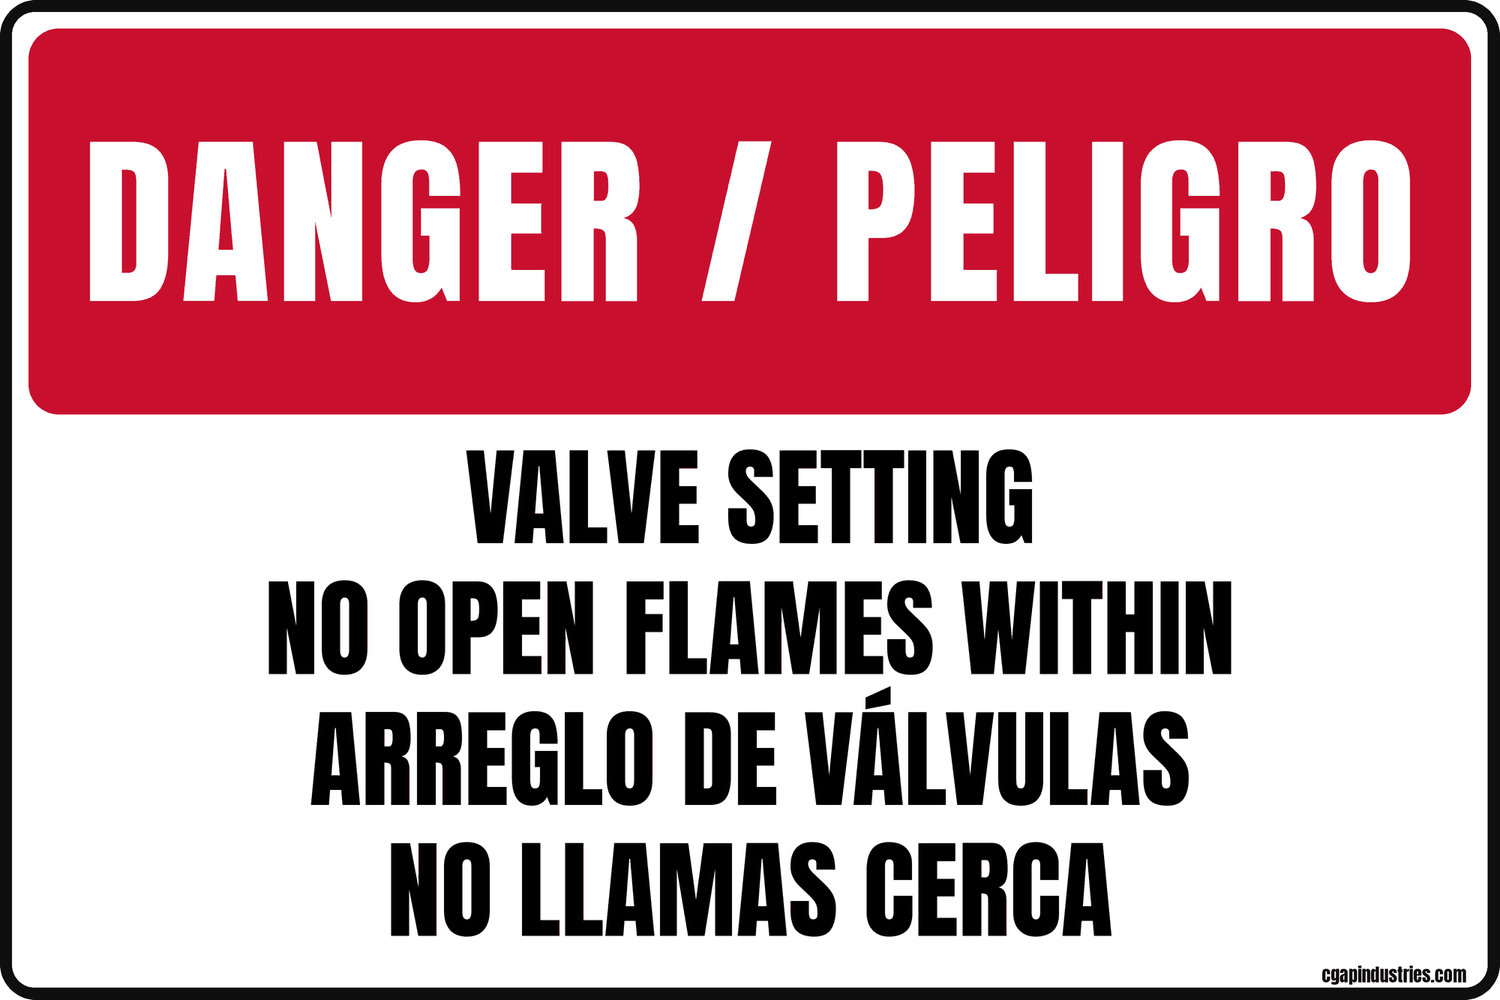 DANGER / PELIGRO
VALVE SETTING
NO OPEN FLAMES WITHIN
ARREGLO DE VÁLVULAS
NO LLAMAS CERCA
cgapindustries.com